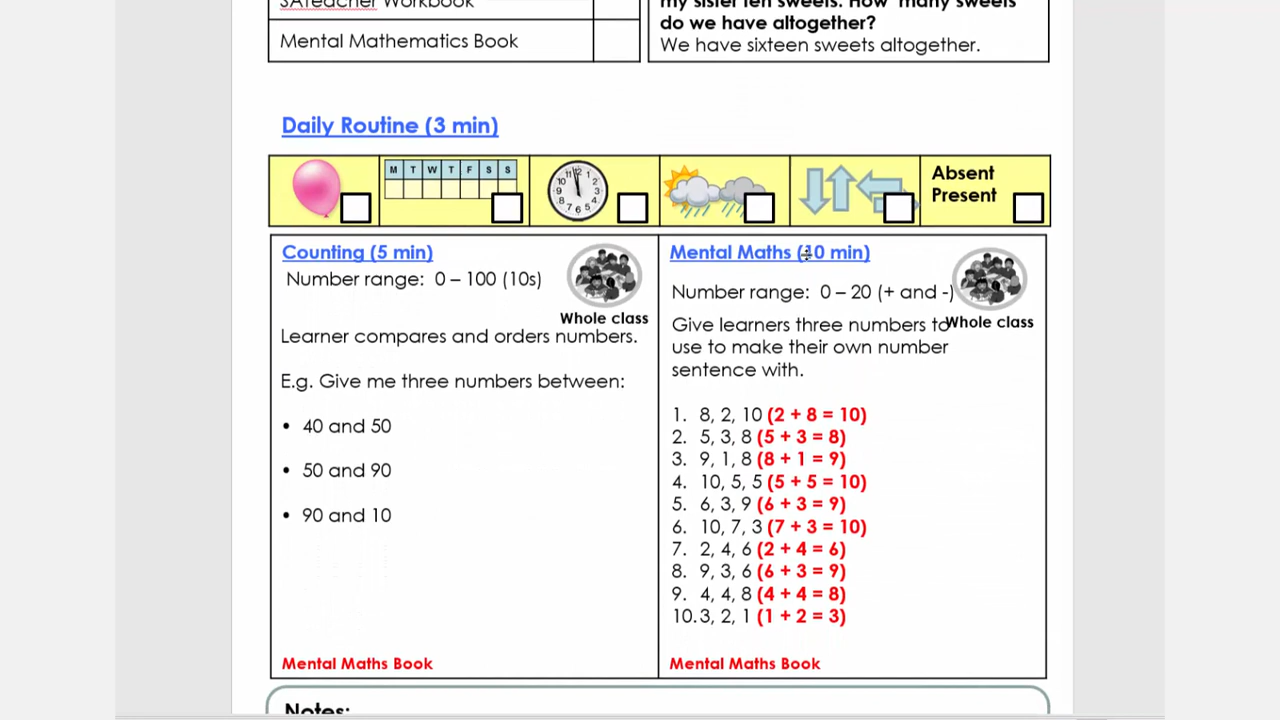 SATeacher Workbook
Mental Mathematics Book
my sister ten sweets. How many sweets
do we have altogether?
We have sixteen sweets altogether.
Daily Routine (3 min)
M T W T F S S
Absent
Present
Counting (5 min)
Number range: 0 – 100 (10s)
Whole class
Learner compares and orders numbers.
E.g. Give me three numbers between:
• 40 and 50
• 50 and 90
• 90 and 10
Mental Maths Book
Mental Maths (10 min)
Number range: 0 – 20 (+ and -)
Whole class
Give learners three numbers to
use to make their own number
sentence with.
1. 8, 2, 10 (2 + 8 = 10)
2. 5, 3, 8 (5 + 3 = 8)
3. 9, 1, 8 (8 + 1 = 9)
4. 10, 5, 5 (5 + 5 = 10)
5. 6, 3, 9 (6 + 3 = 9)
6. 10, 7, 3 (7 + 3 = 10)
7. 2, 4, 6 (2 + 4 = 6)
8. 9, 3, 6 (6 + 3 = 9)
9. 4, 4, 8 (4 + 4 = 8)
10. 3, 2, 1 (1 + 2 = 3)
Mental Maths Book
Notes: